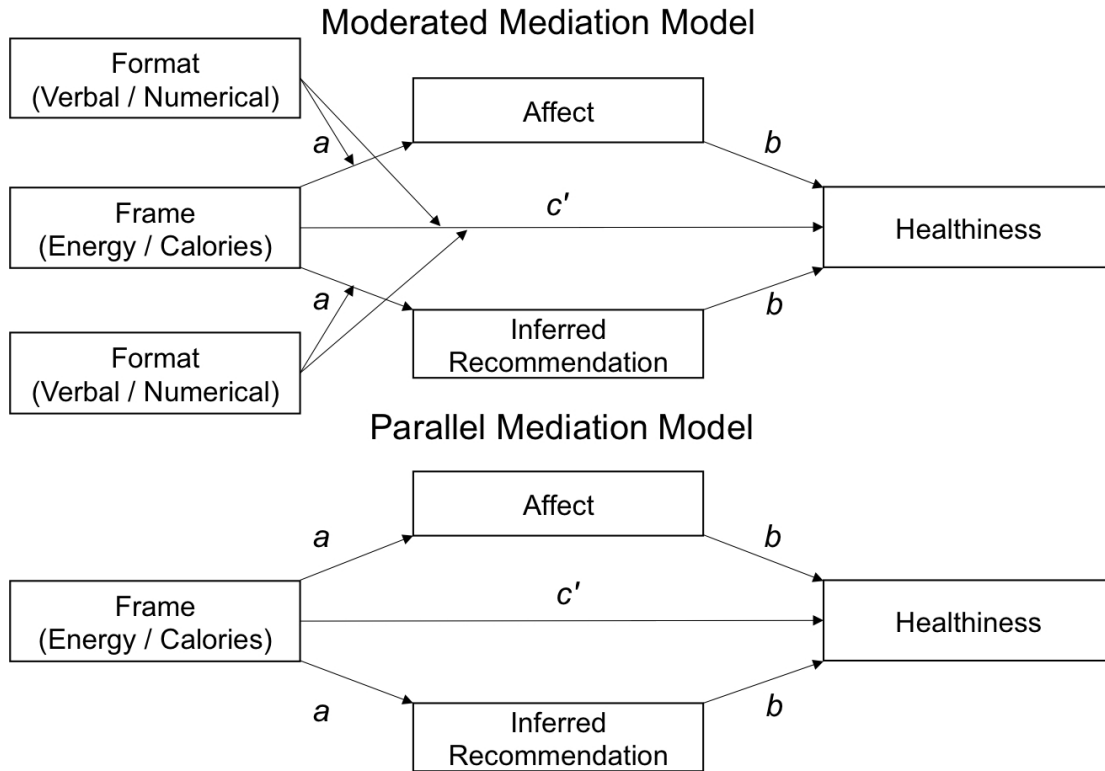 Moderated Mediation Model
Format
(Verbal / Numerical)
Affect
a
b
Frame
(Energy / Calories)
c'
Healthiness
a
b
Inferred
Recommendation
Format
(Verbal / Numerical)
Parallel Mediation Model
Affect
a
b
Frame
(Energy / Calories)
c'
Healthiness
a
b
Inferred
Recommendation